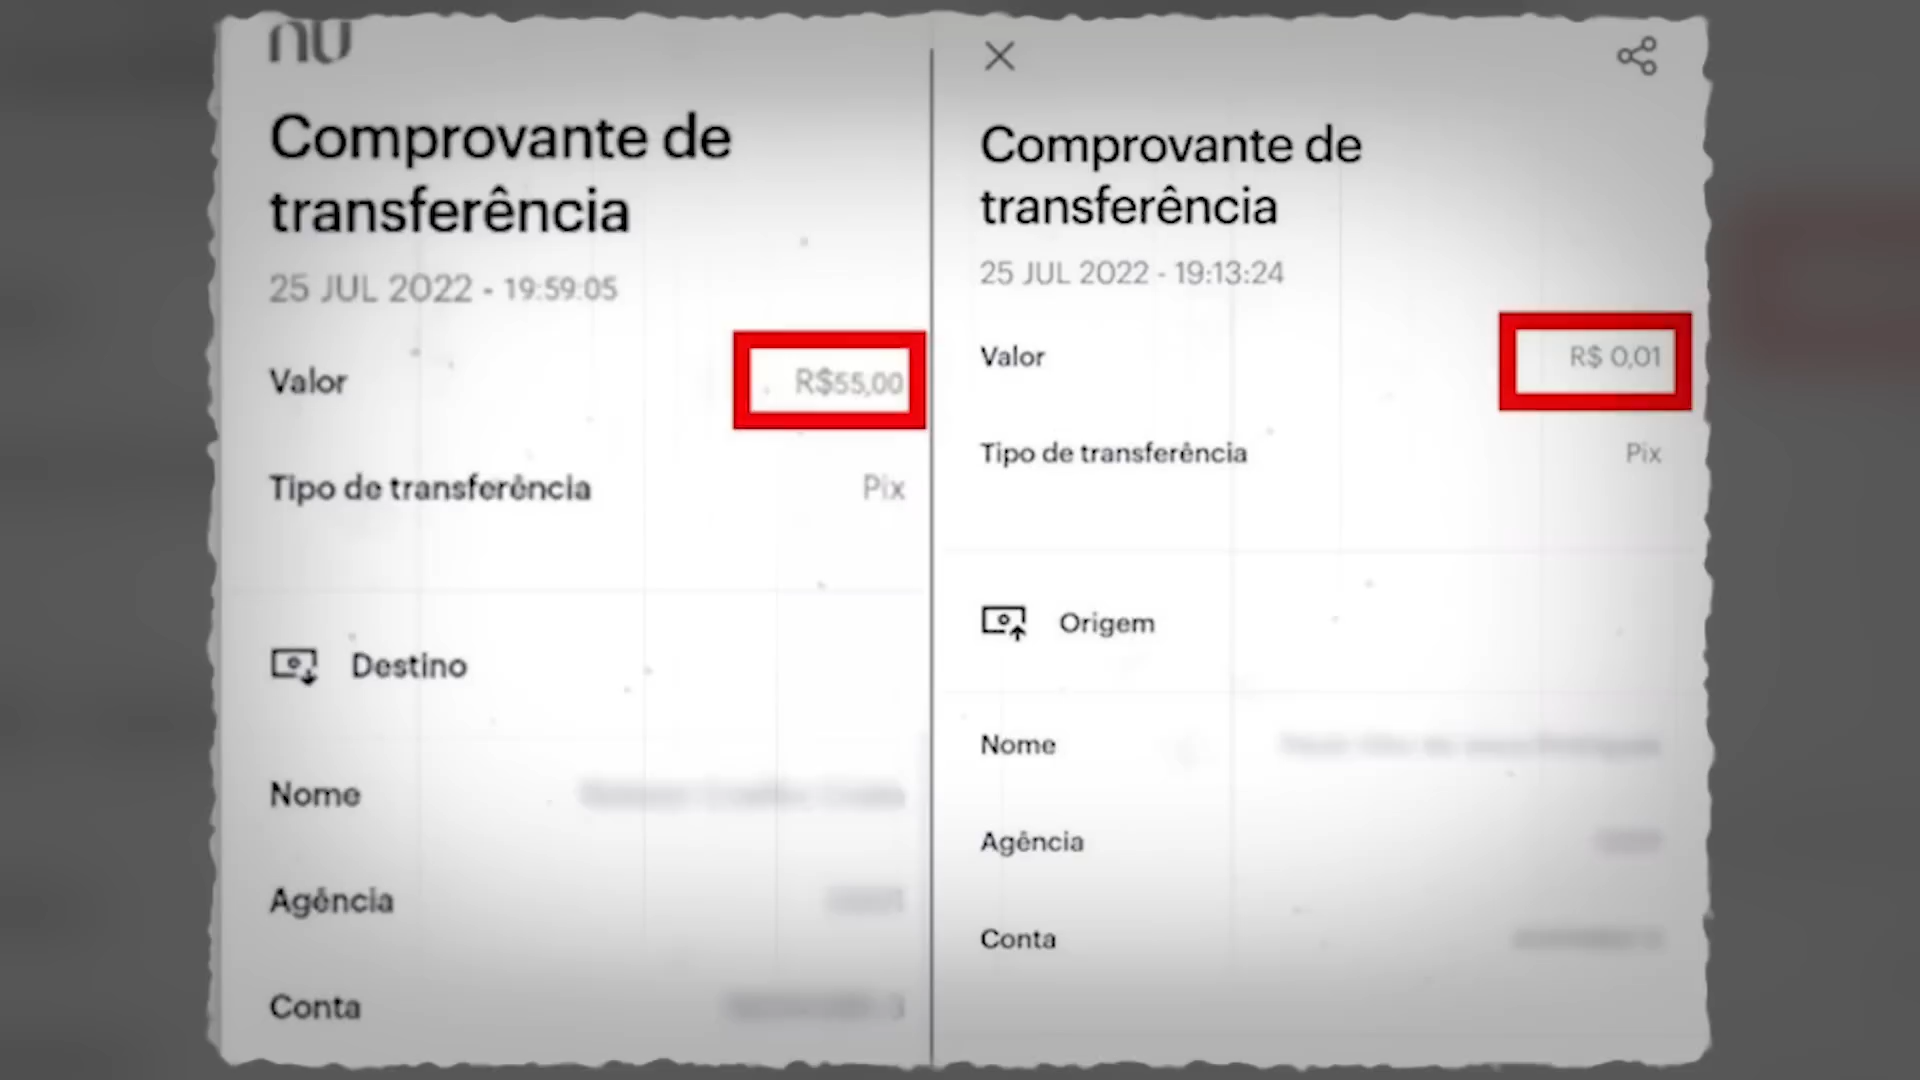 nu
Comprovante de
transferência
25 JUL 2022 - 19:59:05
Valor
R$55,00
Tipo de transferência
Pix
Destino
Nome
Agência
Conta
Comprovante de
transferência
25 JUL 2022 - 19:13:24
Valor
R$ 0,01
Tipo de transferência
Pix
Origem
Nome
Agência
Conta